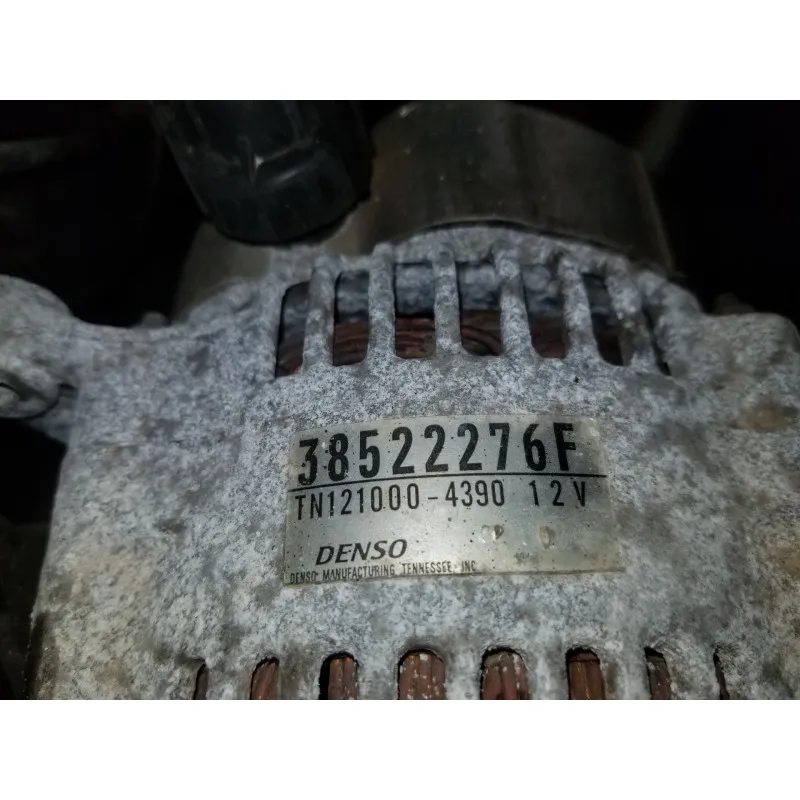 38522276F
TN121000-4390 12V
DENSO
DENSO MANUFACTURING TENNESSEE, INC